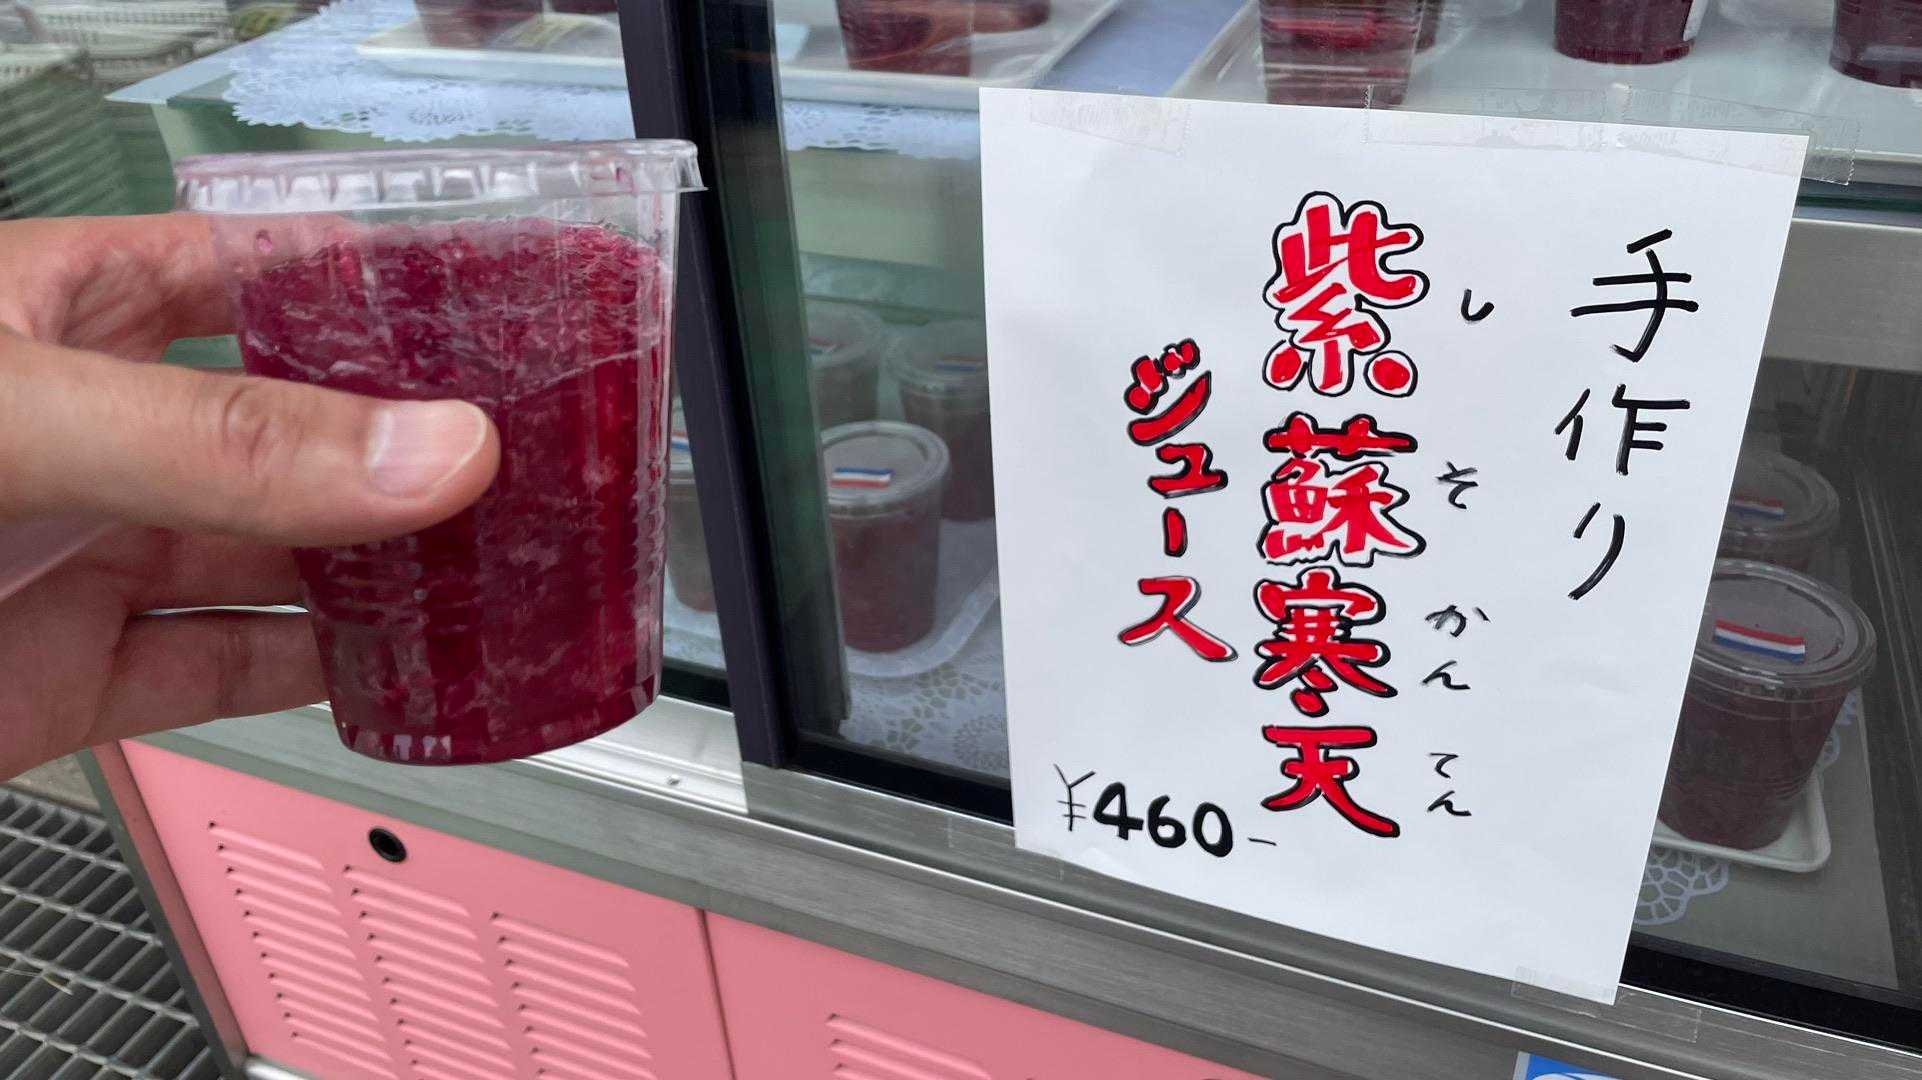 手作り
紫蘇寒天
しそかんてん
ジュース
¥460-